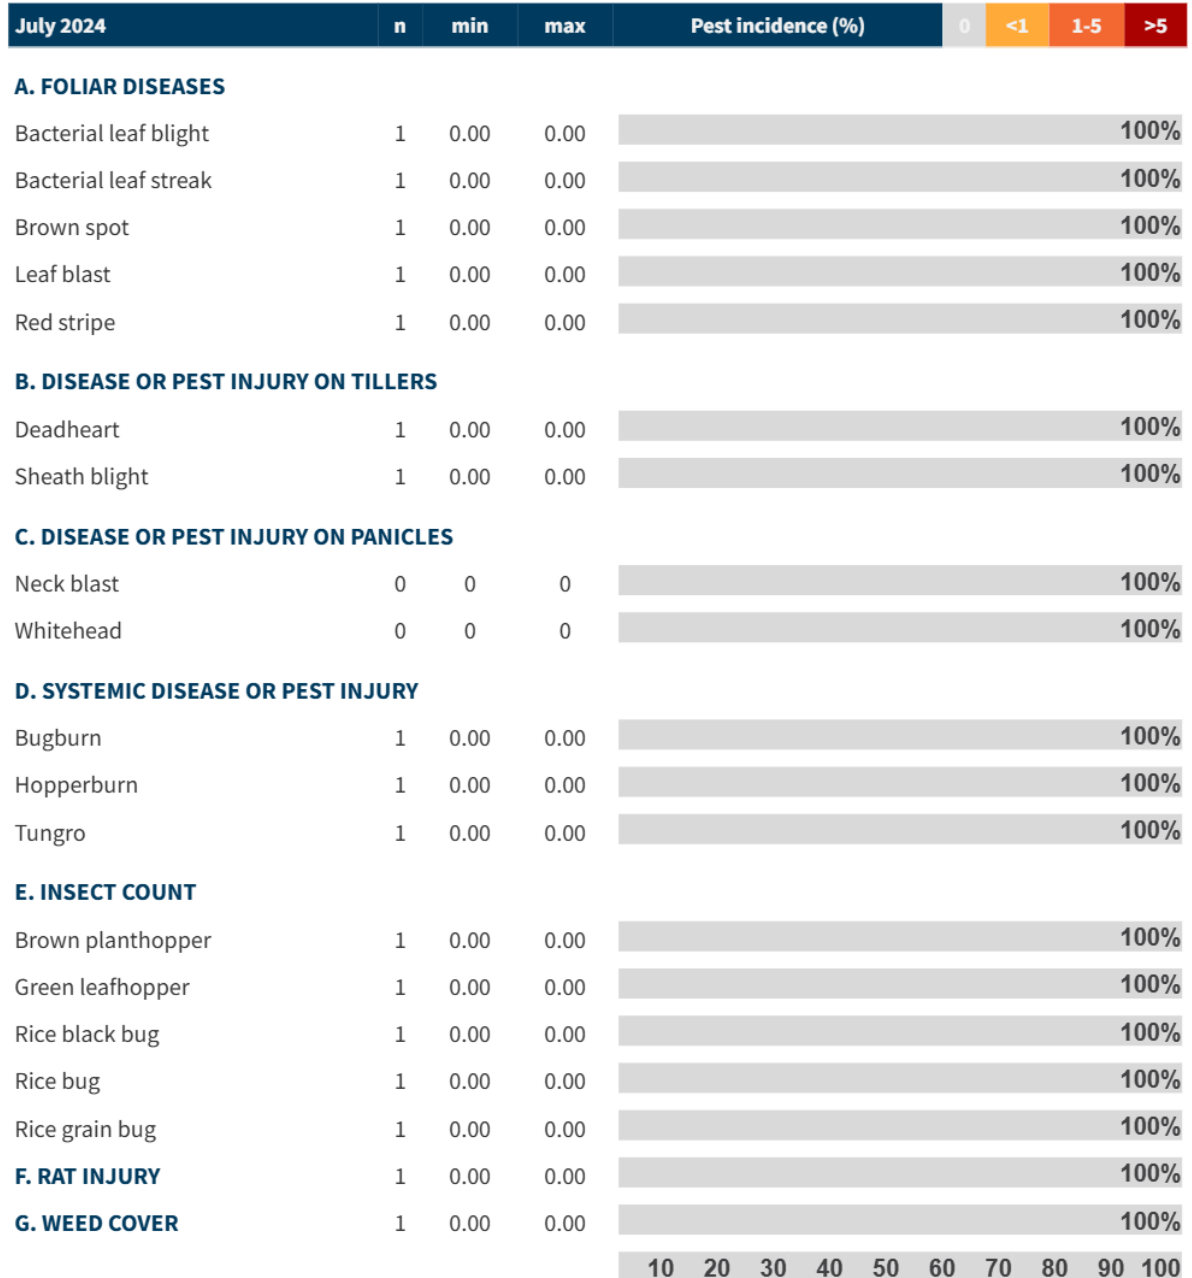 July 2024 n min max Pest incidence (%) 0 <1 1-5 >5
A. FOLIAR DISEASES
Bacterial leaf blight 1 0.00 0.00 100%
Bacterial leaf streak 1 0.00 0.00 100%
Brown spot 1 0.00 0.00 100%
Leaf blast 1 0.00 0.00 100%
Red stripe 1 0.00 0.00 100%
B. DISEASE OR PEST INJURY ON TILLERS
Deadheart 1 0.00 0.00 100%
Sheath blight 1 0.00 0.00 100%
C. DISEASE OR PEST INJURY ON PANICLES
Neck blast 0 0 0 100%
Whitehead 0 0 0 100%
D. SYSTEMIC DISEASE OR PEST INJURY
Bugburn 1 0.00 0.00 100%
Hopperburn 1 0.00 0.00 100%
Tungro 1 0.00 0.00 100%
E. INSECT COUNT
Brown planthopper 1 0.00 0.00 100%
Green leafhopper 1 0.00 0.00 100%
Rice black bug 1 0.00 0.00 100%
Rice bug 1 0.00 0.00 100%
Rice grain bug 1 0.00 0.00 100%
F. RAT INJURY 1 0.00 0.00 100%
G. WEED COVER 1 0.00 0.00 100%
10 20 30 40 50 60 70 80 90 100